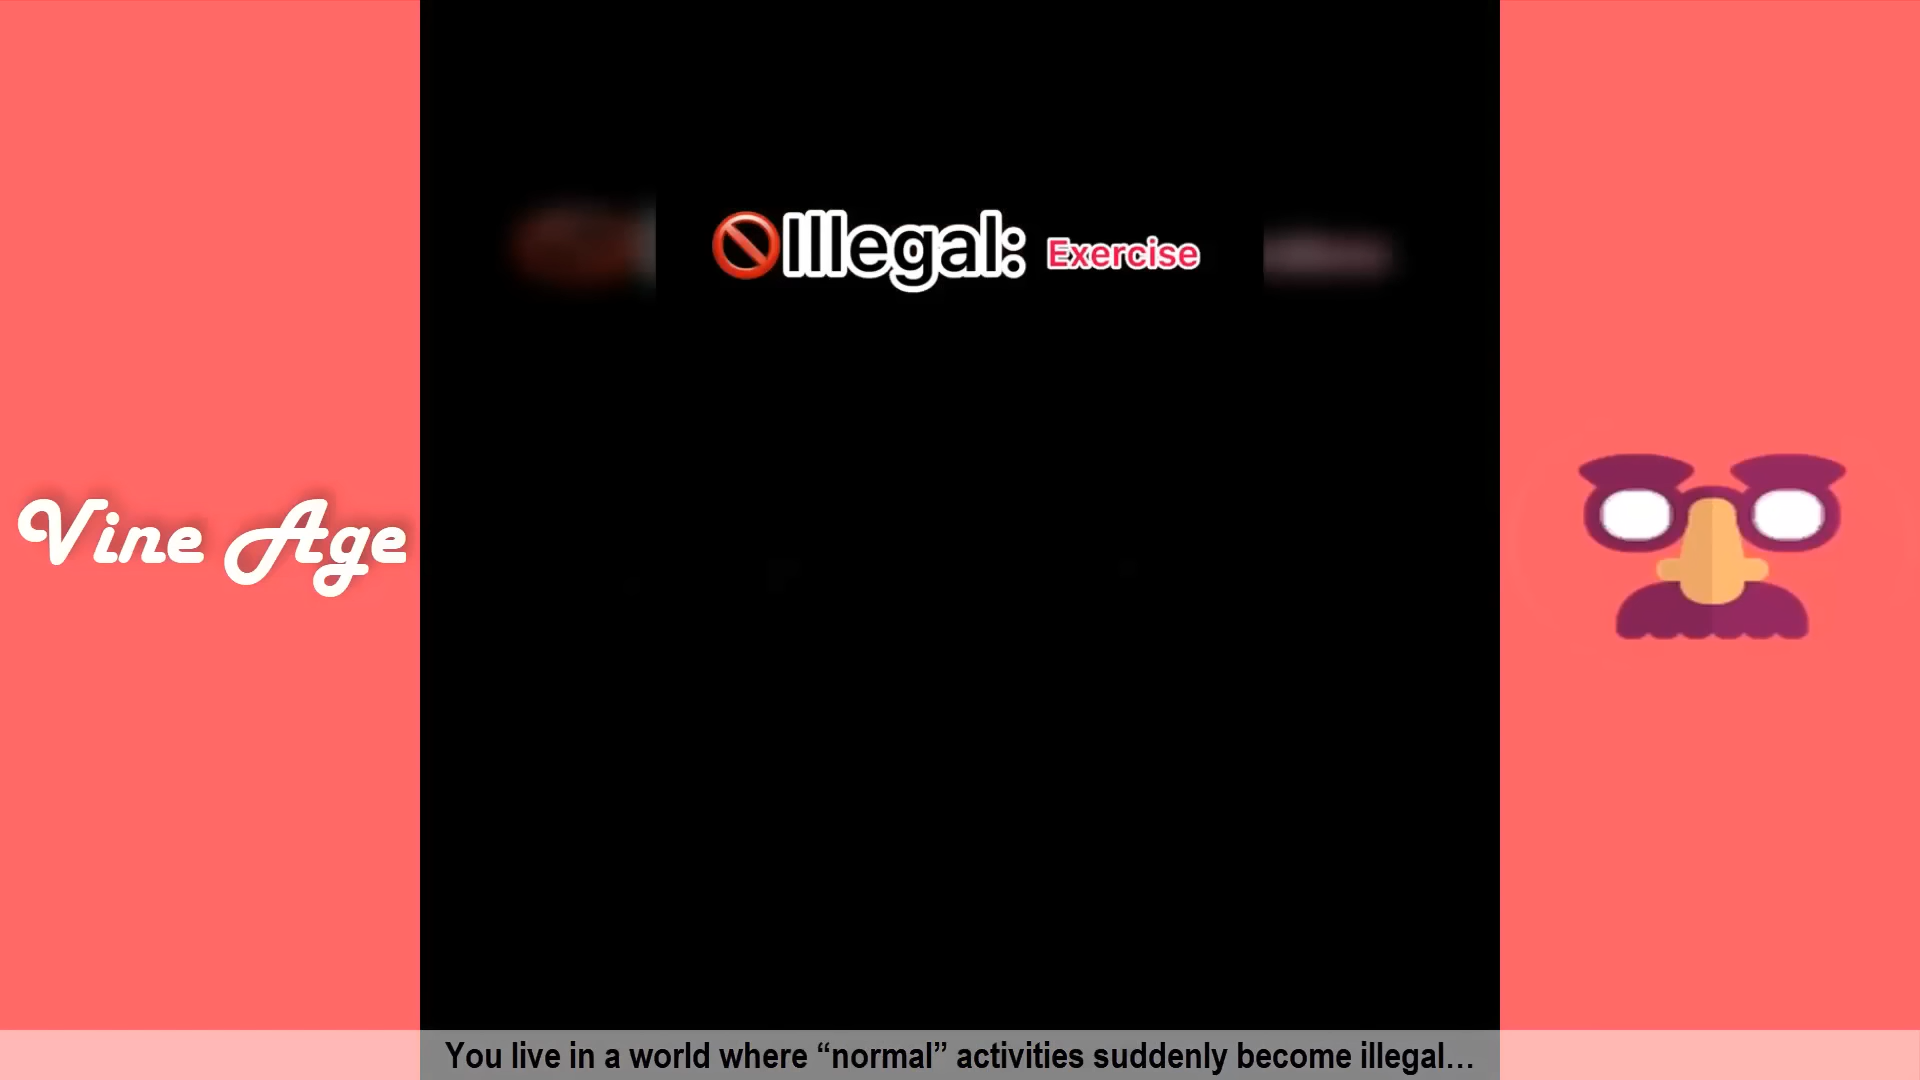 🚫Illegal: Exercise
Vine Age
You live in a world where “normal” activities suddenly become illegal…